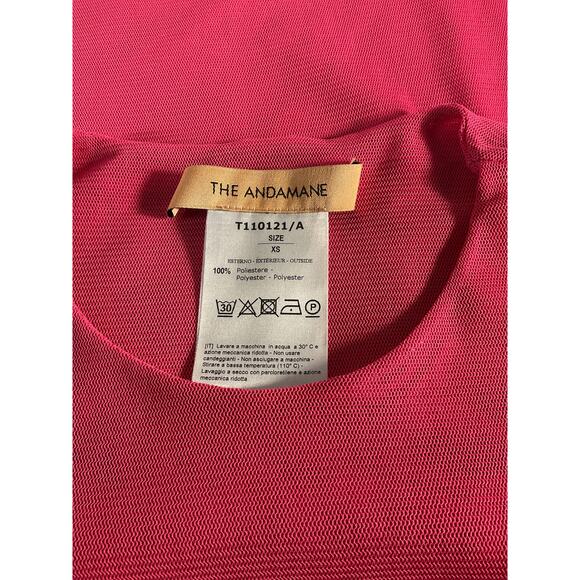 THE ANDAMANE
T110121/A
SIZE
XS
ESTERNO - EXTÉRIEUR - OUTSIDE
100% Poliestere -
Polyester - Polyester
30 P
[IT] Lavare a macchina in acqua a 30° C e
azione meccanica ridotta - Non usare
candeggianti - Non asciugare a macchina -
Stirare a bassa temperatura (110° C) -
Lavaggio a secco con percloretilene e azione
meccanica ridotta